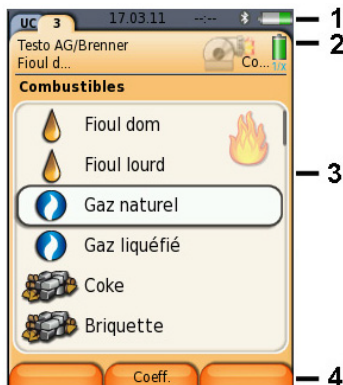 UC 3 17.03.11 --:-- 1
Testo AG/Brenner 2
Fioul d... Co... 1/x
Combustibles
Fioul dom
Fioul lourd
3
Gaz naturel
Gaz liquéfié
Coke
Briquette
Coeff. 4